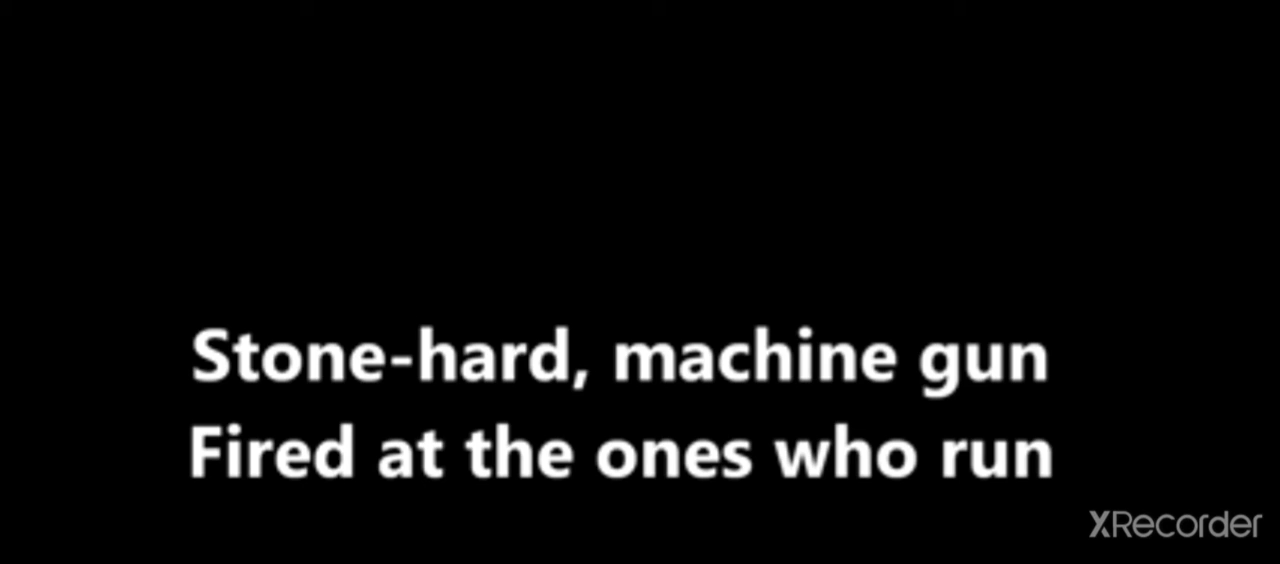 Stone-hard, machine gun
Fired at the ones who run
XRecorder